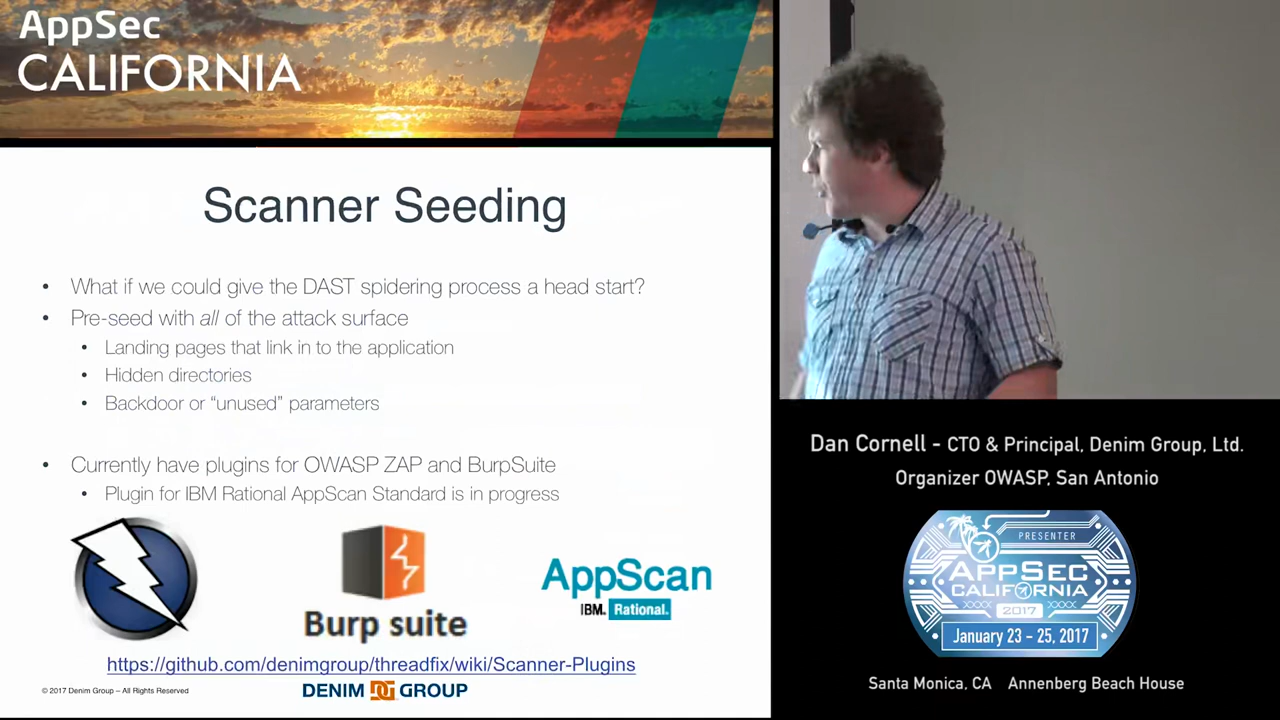 AppSec
CALIFORNIA
Scanner Seeding
• What if we could give the DAST spidering process a head start?
• Pre-seed with all of the attack surface
• Landing pages that link in to the application
• Hidden directories
• Backdoor or “unused” parameters
• Currently have plugins for OWASP ZAP and BurpSuite
• Plugin for IBM Rational AppScan Standard is in progress
Burp suite
AppScan
IBM. Rational.
https://github.com/denimgroup/threadfix/wiki/Scanner-Plugins
© 2017 Denim Group – All Rights Reserved
DENIM DG GROUP
Dan Cornell - CTO & Principal, Denim Group, Ltd.
Organizer OWASP, San Antonio
PRESENTER
APPSEC
CALIFORNIA
2017
January 23 - 25, 2017
Santa Monica, CA Annenberg Beach House